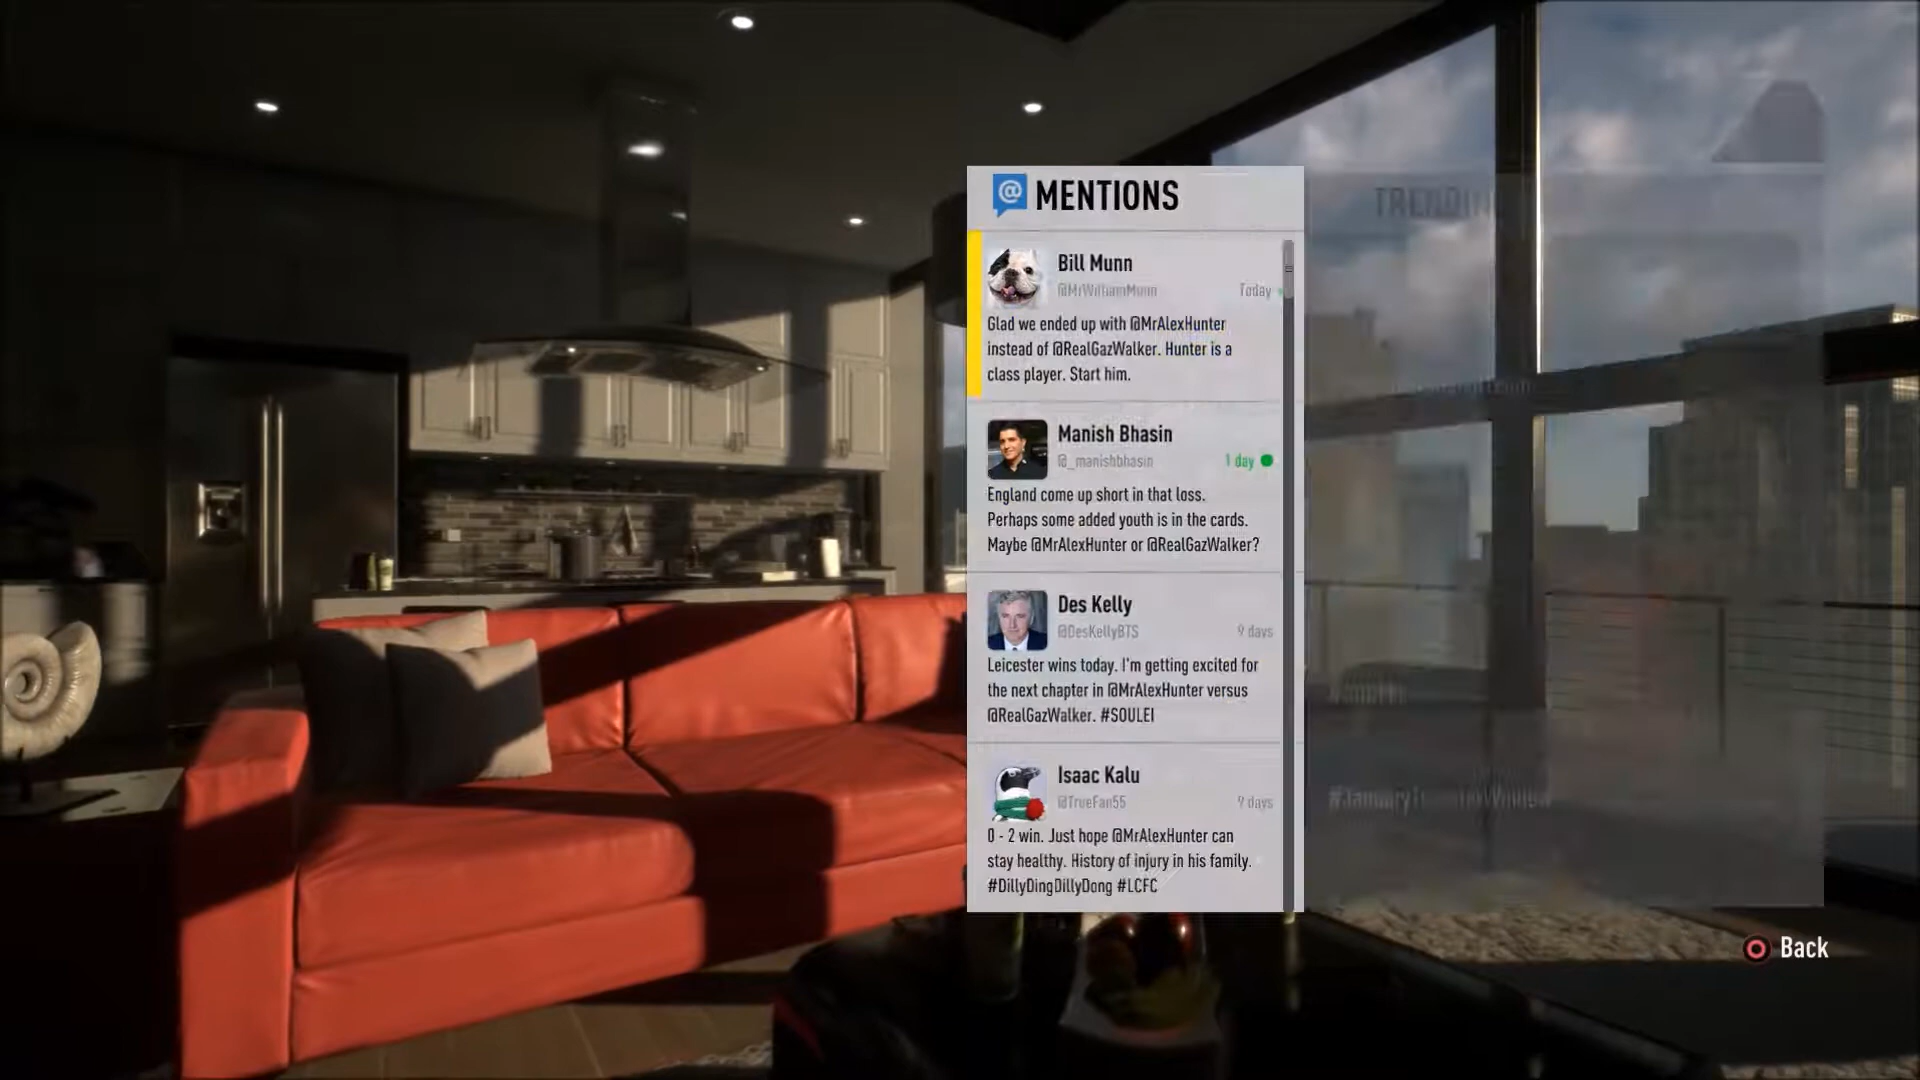 MENTIONS
TRENDING
Bill Munn
@MrWilliamMunn
Today
Glad we ended up with @MrAlexHunter
instead of @RealGazWalker. Hunter is a
class player. Start him.
Manish Bhasin
@_manishbhasin
1 day
England come up short in that loss.
Perhaps some added youth is in the cards.
Maybe @MrAlexHunter or @RealGazWalker?
Des Kelly
@DesKellyBTS
9 days
Leicester wins today. I'm getting excited for
the next chapter in @MrAlexHunter versus
@RealGazWalker. #SOULEI
Isaac Kalu
@TrueFan55
9 days
0 - 2 win. Just hope @MrAlexHunter can
stay healthy. History of injury in his family.
#DillyDingDillyDong #LCFC
Back